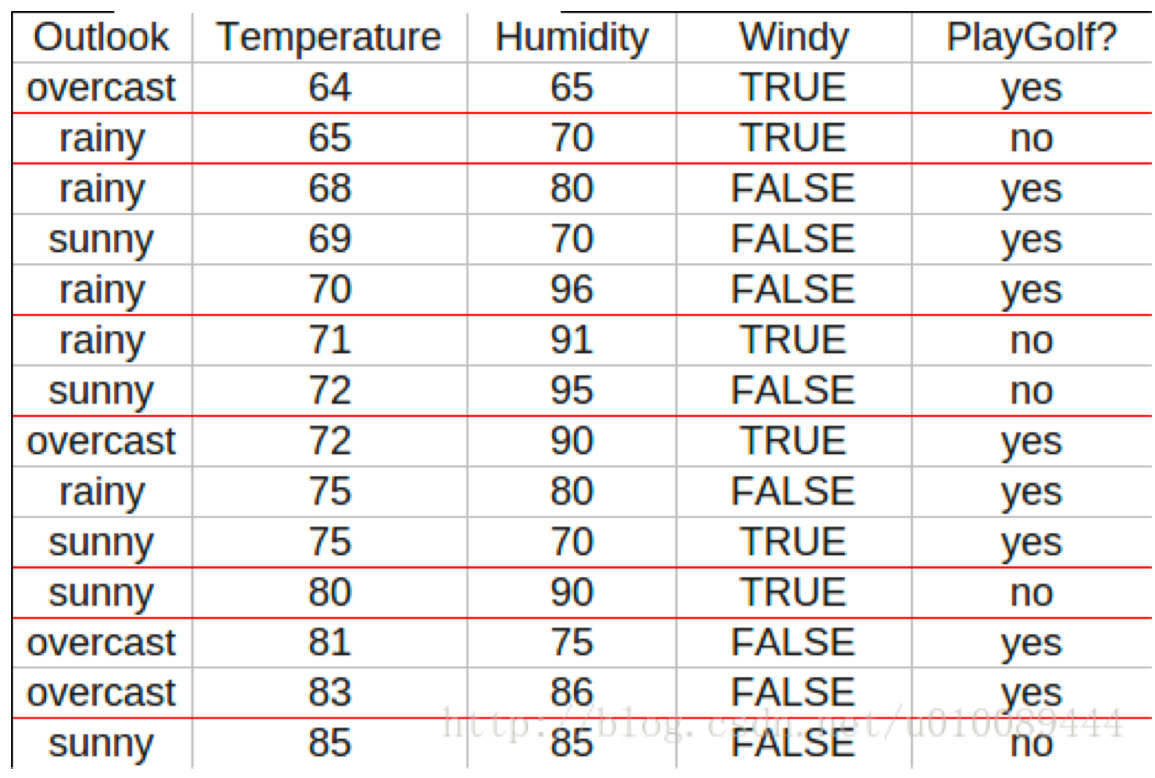 Outlook Temperature Humidity Windy PlayGolf?
overcast 64 65 TRUE yes
rainy 65 70 TRUE no
rainy 68 80 FALSE yes
sunny 69 70 FALSE yes
rainy 70 96 FALSE yes
rainy 71 91 TRUE no
sunny 72 95 FALSE no
overcast 72 90 TRUE yes
rainy 75 80 FALSE yes
sunny 75 70 TRUE yes
sunny 80 90 TRUE no
overcast 81 75 FALSE yes
overcast 83 86 FALSE yes
http://blog.csdn.net/u010089444
sunny 85 85 FALSE no